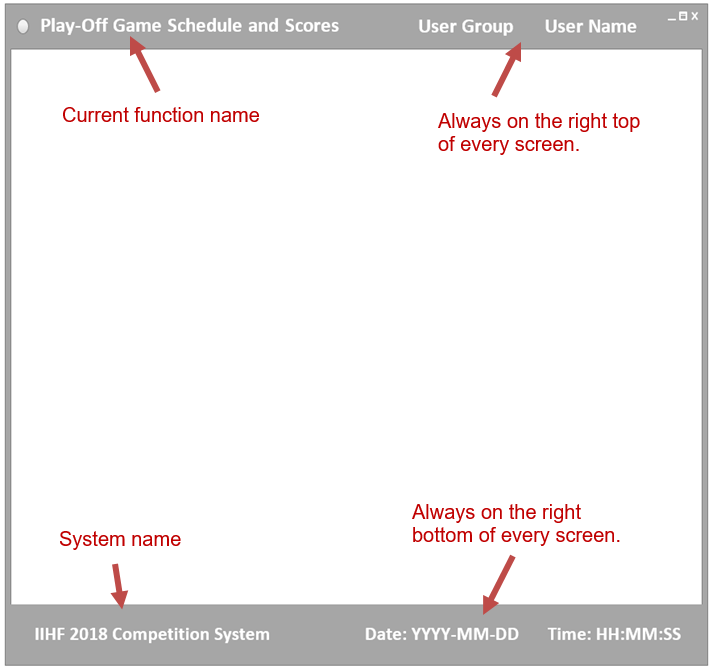 Play-Off Game Schedule and Scores
User Group
User Name
Current function name
Always on the right top
of every screen.
Always on the right
bottom of every screen.
System name
IIHF 2018 Competition System
Date: YYYY-MM-DD
Time: HH:MM:SS